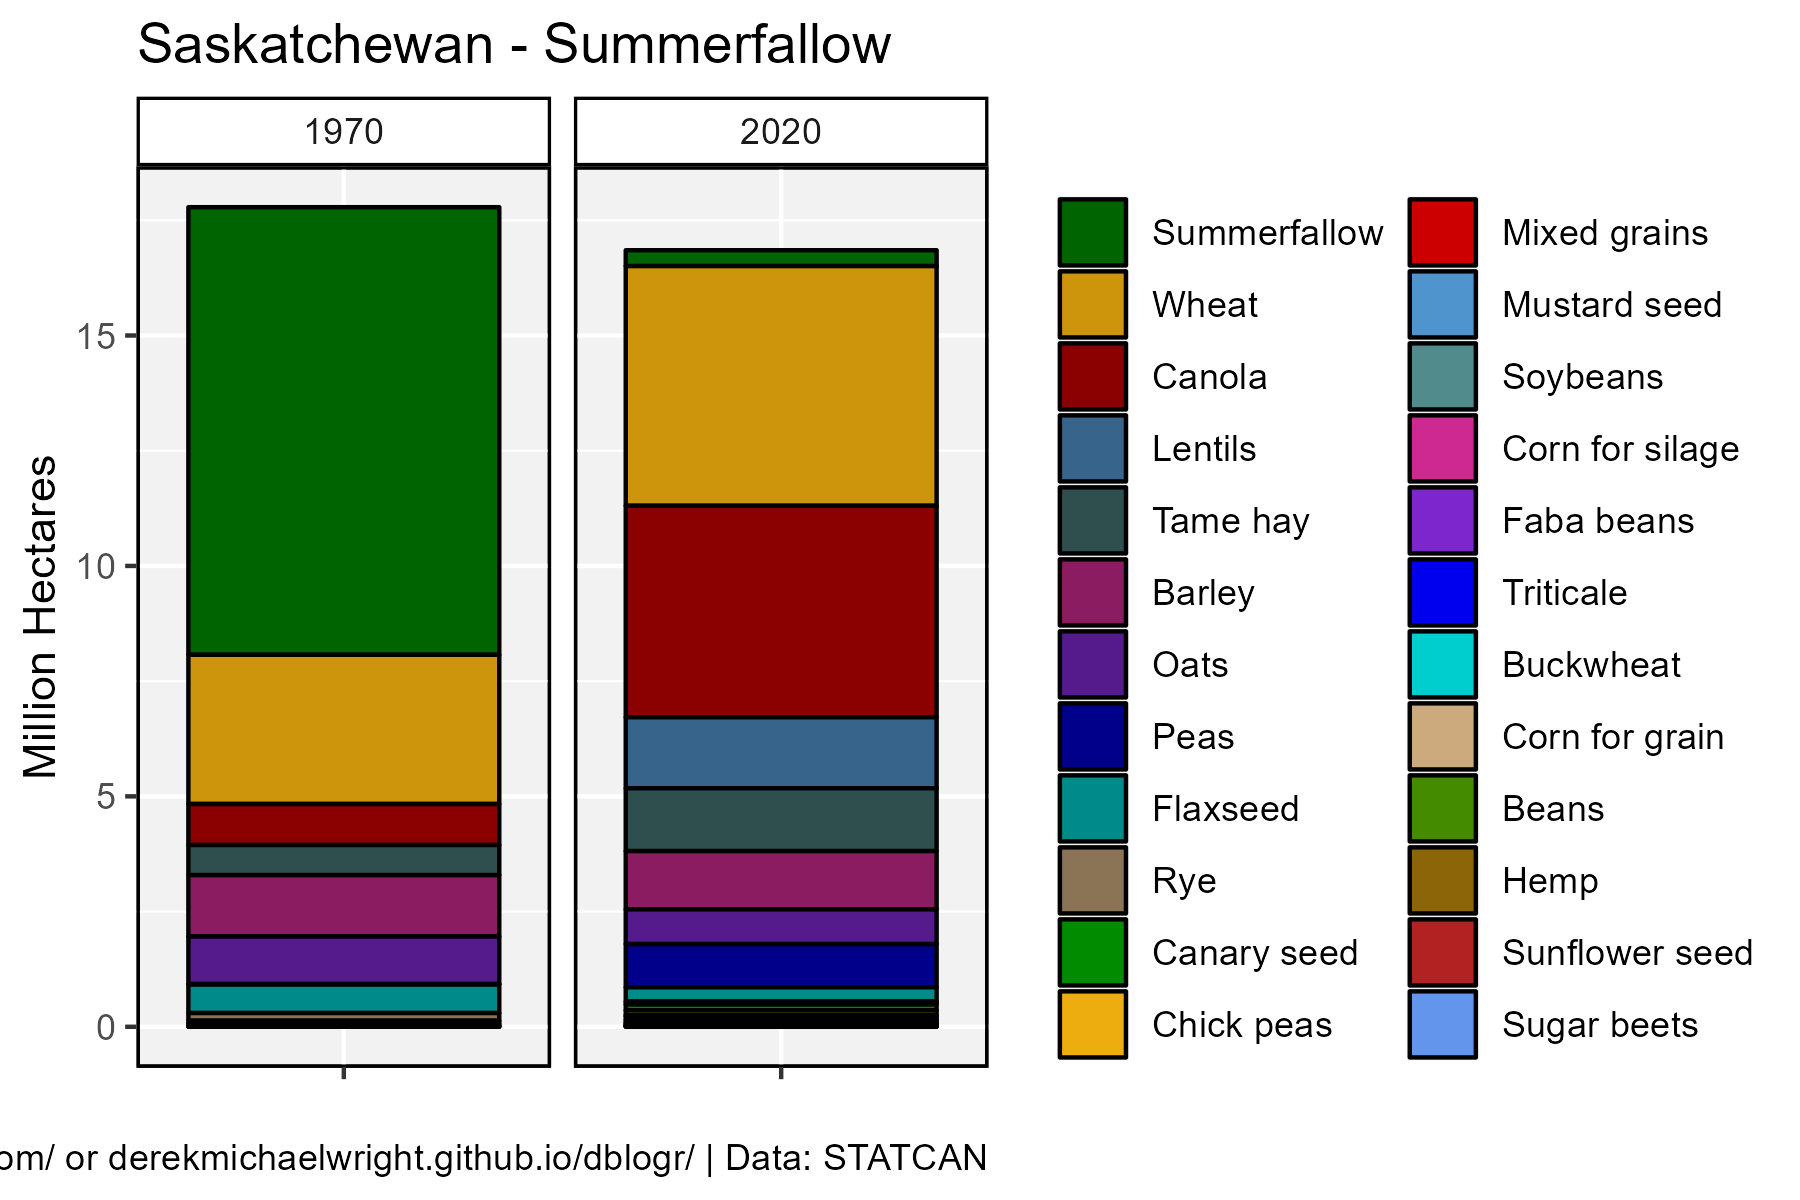 Saskatchewan - Summerfallow
1970
2020
15
10
5
0
Million Hectares
Summerfallow
Wheat
Canola
Lentils
Tame hay
Barley
Oats
Peas
Flaxseed
Rye
Canary seed
Chick peas
Mixed grains
Mustard seed
Soybeans
Corn for silage
Faba beans
Triticale
Buckwheat
Corn for grain
Beans
Hemp
Sunflower seed
Sugar beets
om/ or derekmichaelwright.github.io/dblogr/ | Data: STATCAN